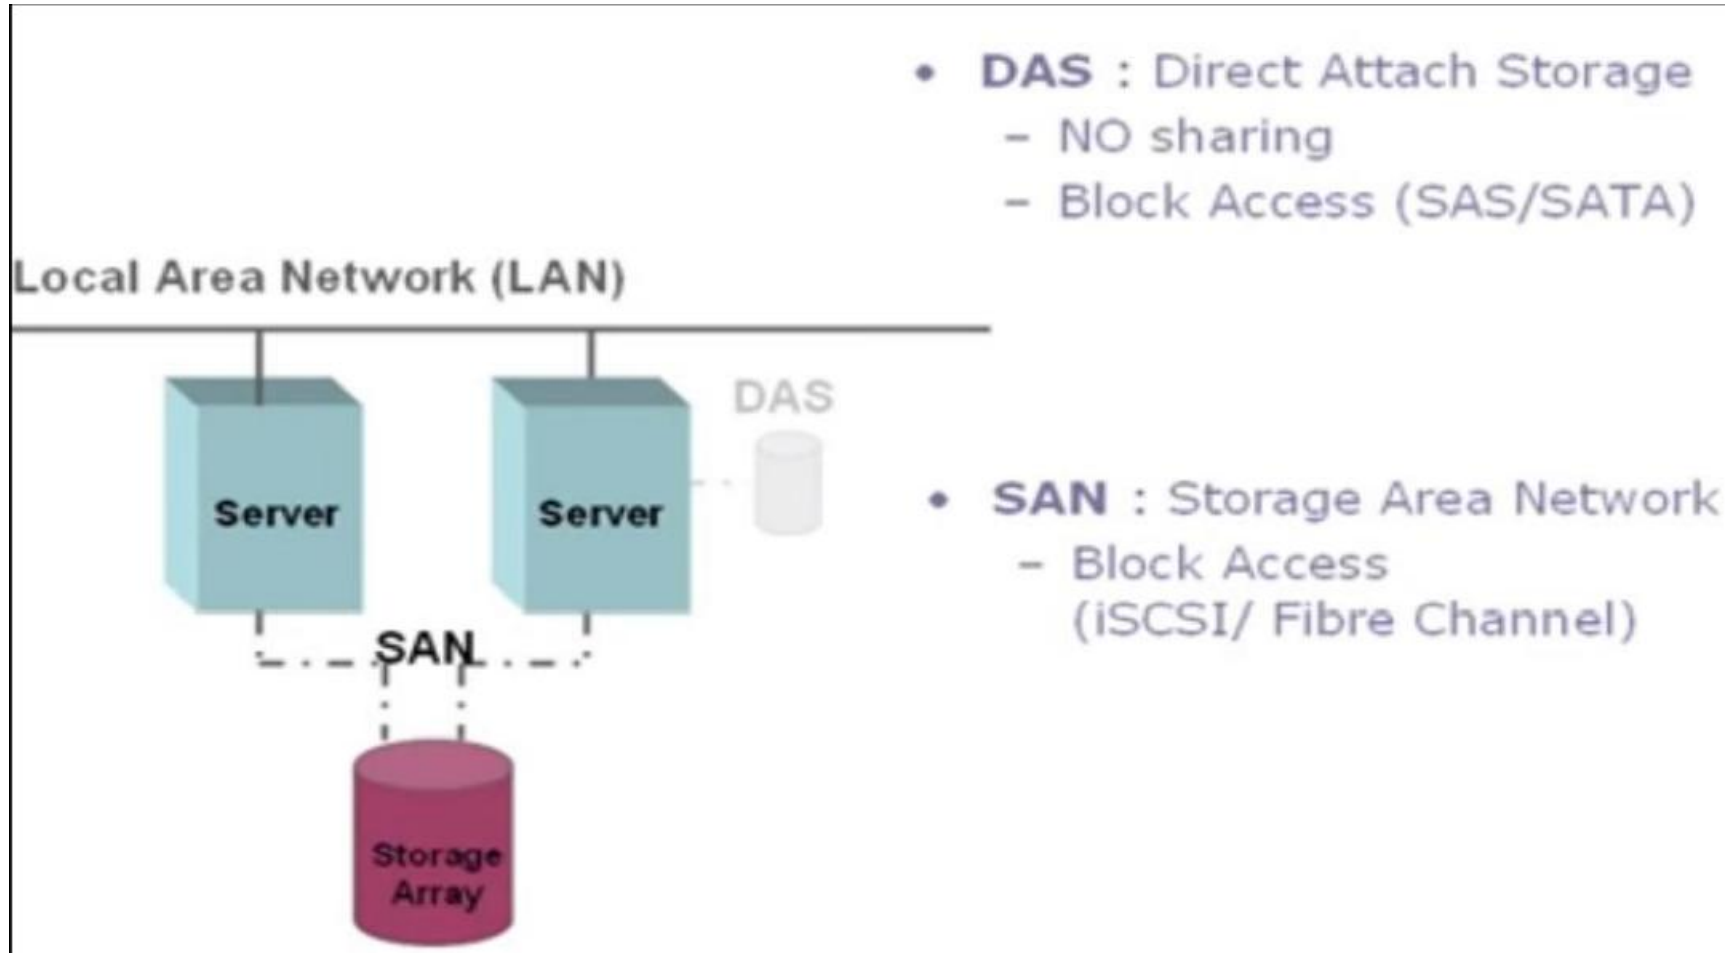 • DAS : Direct Attach Storage
– NO sharing
– Block Access (SAS/SATA)
Local Area Network (LAN)
DAS
Server
Server
• SAN : Storage Area Network
– Block Access
(iSCSI/ Fibre Channel)
SAN
Storage
Array